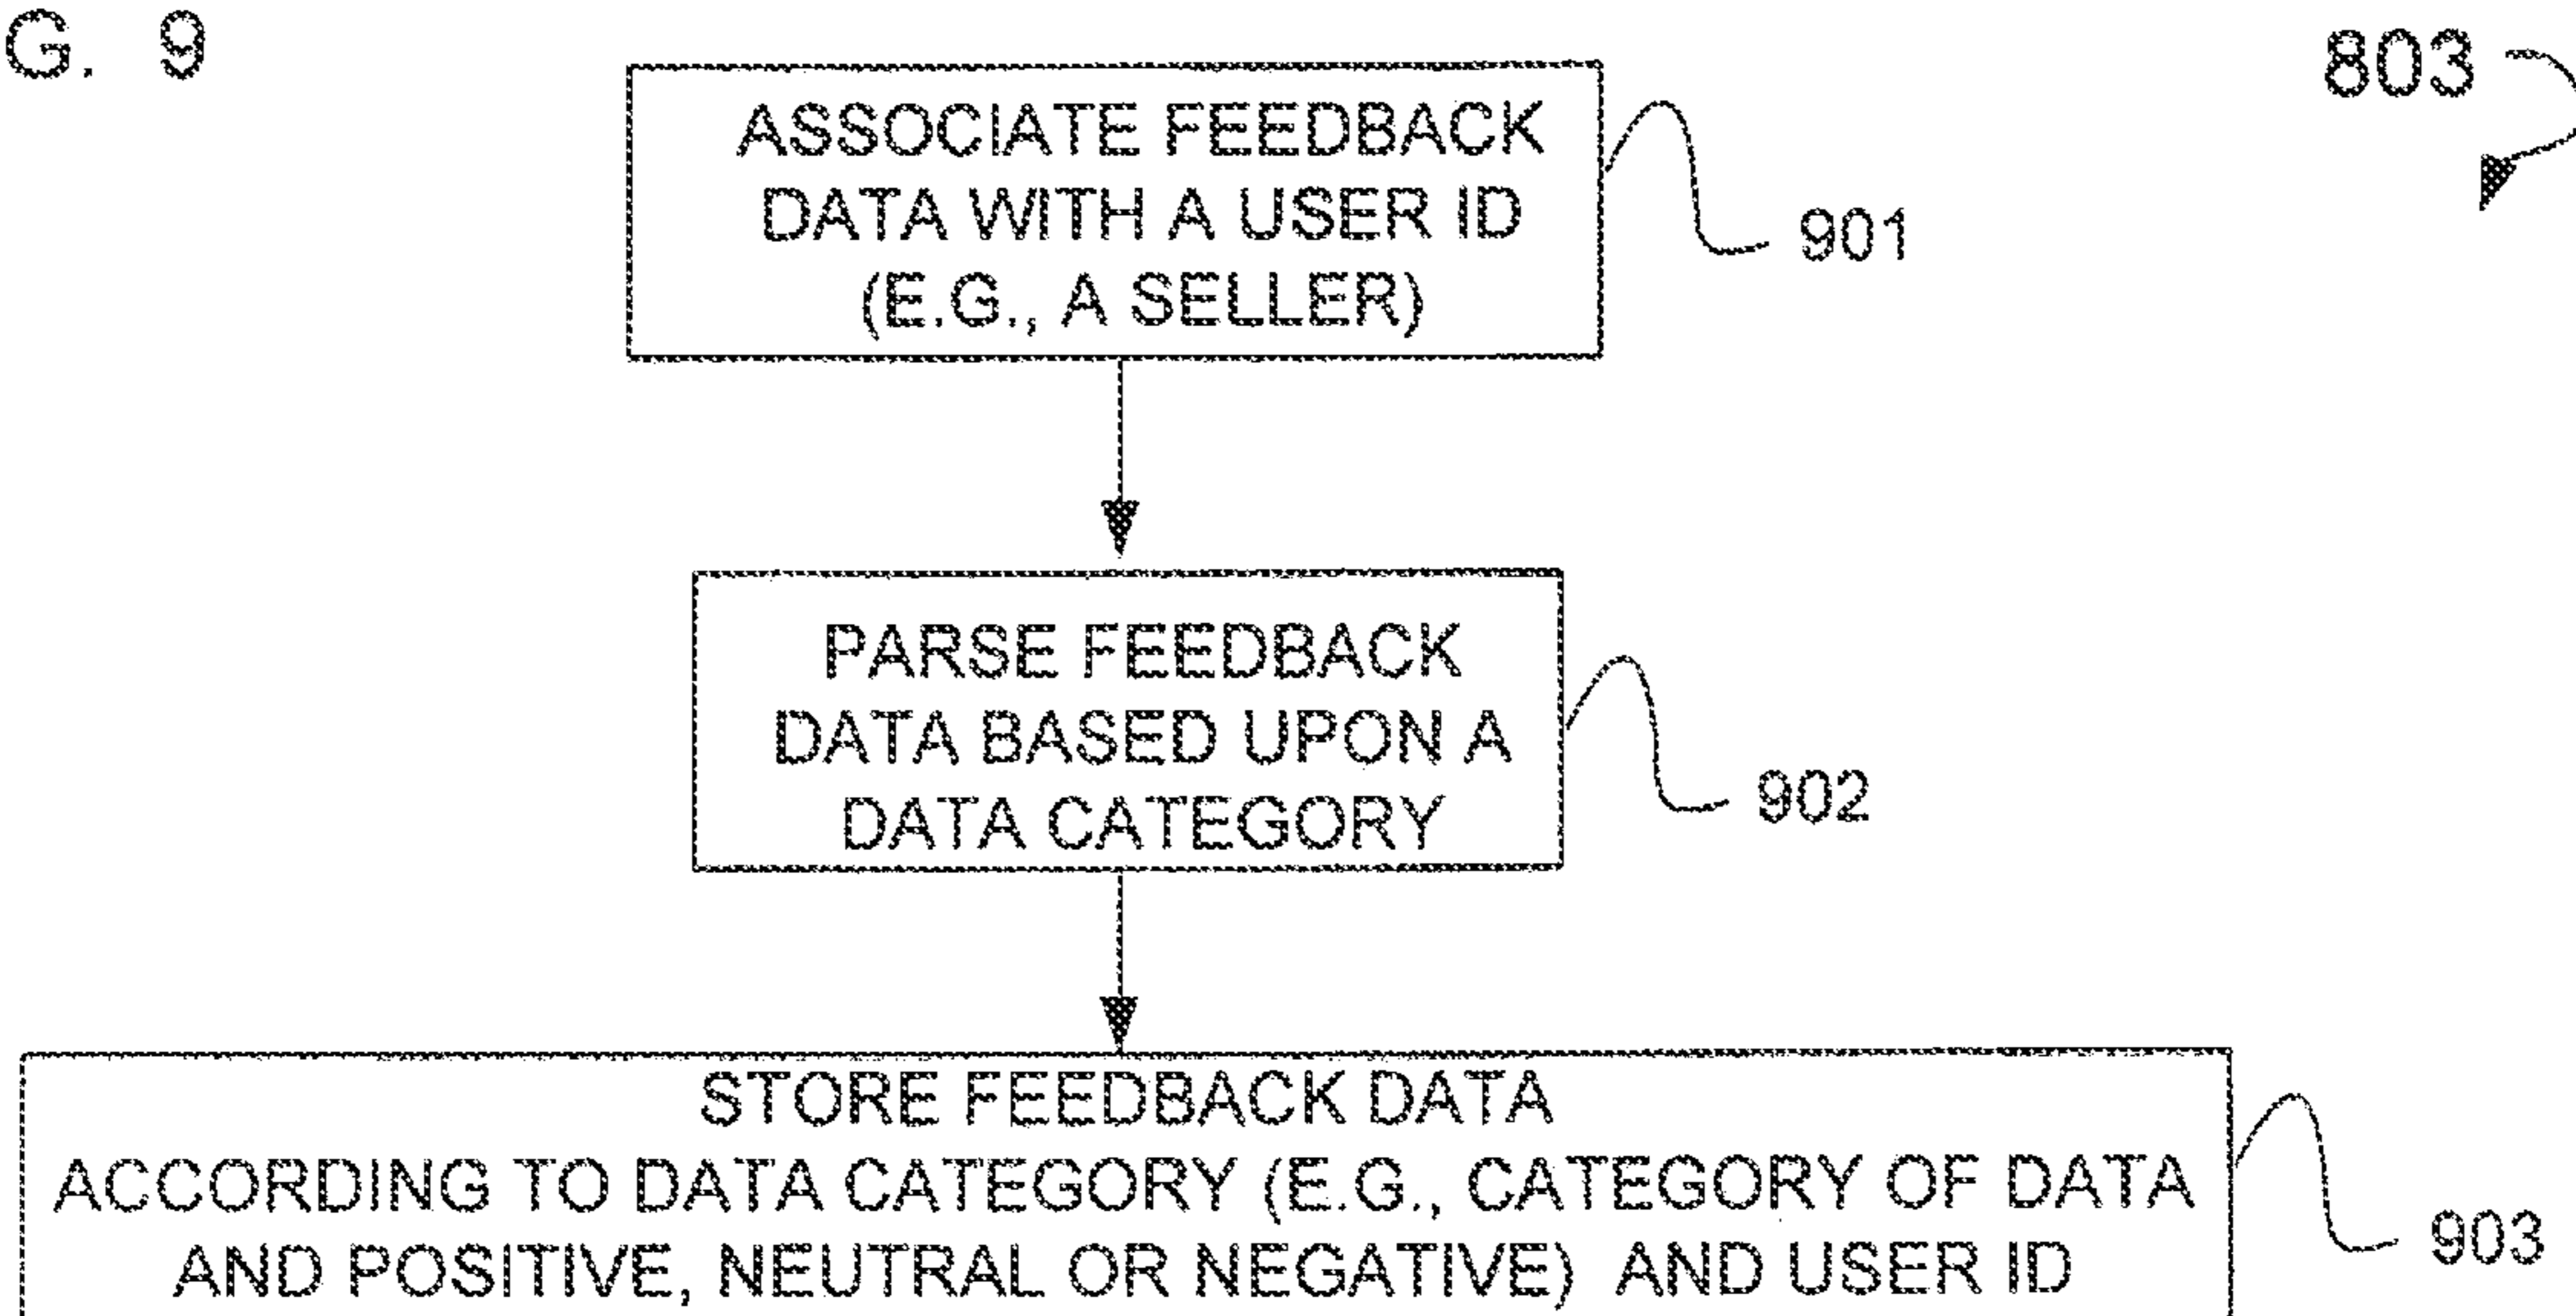 G. 9
803
ASSOCIATE FEEDBACK
DATA WITH A USER ID
(E.G., A SELLER)
901
PARSE FEEDBACK
DATA BASED UPON A
DATA CATEGORY
902
STORE FEEDBACK DATA
ACCORDING TO DATA CATEGORY (E.G., CATEGORY OF DATA
AND POSITIVE, NEUTRAL OR NEGATIVE) AND USER ID
903